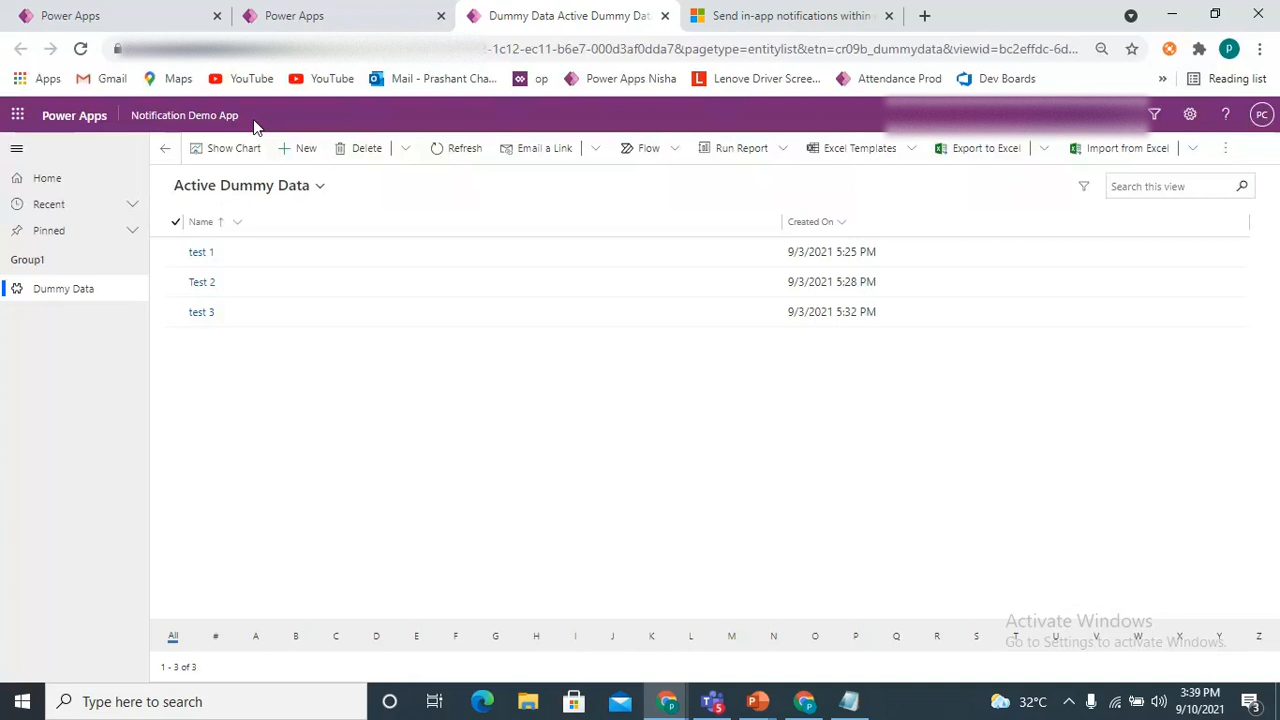 Power Apps
Power Apps
Dummy Data Active Dummy Dat
Send in-app notifications within
-1c12-ec11-b6e7-000d3af0dda7&pagetype=entitylist&etn=cr09b_dummydata&viewid=bc2effdc-6d...
Apps
Gmail
Maps
YouTube
YouTube
Mail - Prashant Cha...
op
Power Apps Nisha
Lenove Driver Scree...
Attendance Prod
Dev Boards
»
Reading list
Power Apps
Notification Demo App
PC
Show Chart
New
Delete
Refresh
Email a Link
Flow
Run Report
Excel Templates
Export to Excel
Import from Excel
Home
Recent
Pinned
Group1
Dummy Data
Active Dummy Data
Search this view
Name
Created On
test 1
9/3/2021 5:25 PM
Test 2
9/3/2021 5:28 PM
test 3
9/3/2021 5:32 PM
Activate Windows
Go to Settings to activate Windows.
All # A B C D E F G H I J K L M N O P Q R S T U V W X Y Z
1 - 3 of 3
Type here to search
32°C
3:39 PM
9/10/2021
3